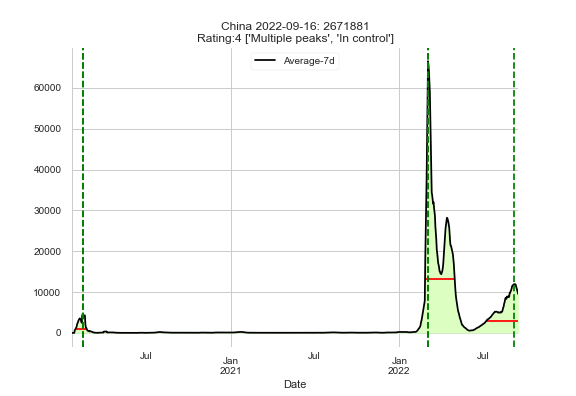 China 2022-09-16: 2671881
Rating:4 ['Multiple peaks', 'In control']
Average-7d
60000
50000
40000
30000
20000
10000
0
Jul
Jan
2021
Jul
Jan
2022
Jul
Date